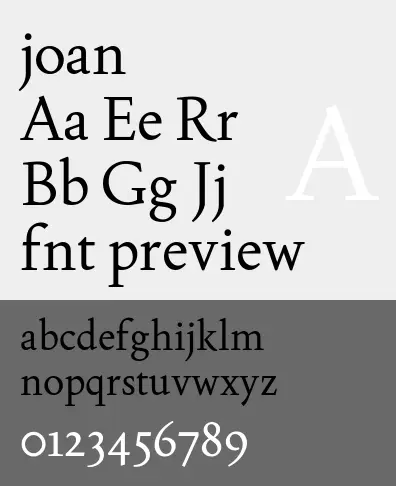 joan
Aa Ee Rr
A
Bb Gg Jj
fnt preview
abcdefghijklm
nopqrstuvwxyz
0123456789